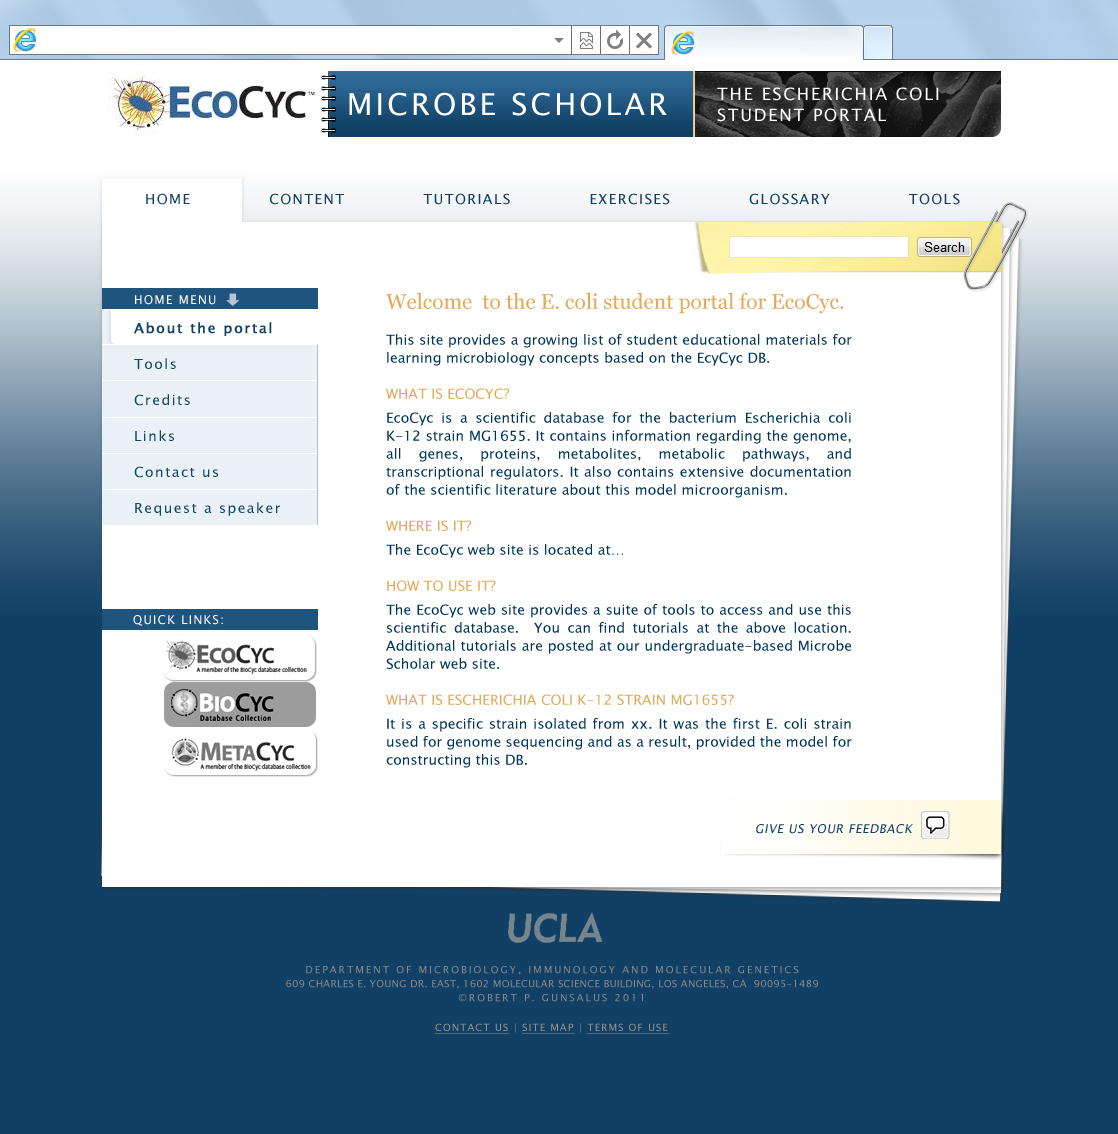 ECOCYC™
MICROBE SCHOLAR
THE ESCHERICHIA COLI
STUDENT PORTAL
HOME CONTENT TUTORIALS EXERCISES GLOSSARY TOOLS
Search
HOME MENU
About the portal
Tools
Credits
Links
Contact us
Request a speaker
QUICK LINKS:
ECOCYC
A member of the BioCyc database collection
BIOCYC
Database Collection
METACYC
A member of the BioCyc database collection
Welcome  to the E. coli student portal for EcoCyc.
This site provides a growing list of student educational materials for
learning microbiology concepts based on the EcyCyc DB.
WHAT IS ECOCYC?
EcoCyc is a scientific database for the bacterium Escherichia coli
K-12 strain MG1655. It contains information regarding the genome,
all genes, proteins, metabolites, metabolic pathways, and
transcriptional regulators. It also contains extensive documentation
of the scientific literature about this model microorganism.
WHERE IS IT?
The EcoCyc web site is located at…
HOW TO USE IT?
The EcoCyc web site provides a suite of tools to access and use this
scientific database.  You can find tutorials at the above location.
Additional tutorials are posted at our undergraduate-based Microbe
Scholar web site.
WHAT IS ESCHERICHIA COLI K-12 STRAIN MG1655?
It is a specific strain isolated from xx. It was the first E. coli strain
used for genome sequencing and as a result, provided the model for
constructing this DB.
GIVE US YOUR FEEDBACK
UCLA
DEPARTMENT OF MICROBIOLOGY, IMMUNOLOGY AND MOLECULAR GENETICS
609 CHARLES E. YOUNG DR. EAST, 1602 MOLECULAR SCIENCE BUILDING, LOS ANGELES, CA  90095-1489
©ROBERT P. GUNSALUS 2011
CONTACT US | SITE MAP | TERMS OF USE